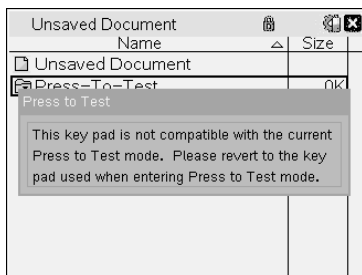 Unsaved Document
Name Size
Unsaved Document
Press-To-Test 0K
Press to Test
This key pad is not compatible with the current
Press to Test mode. Please revert to the key
pad used when entering Press to Test mode.